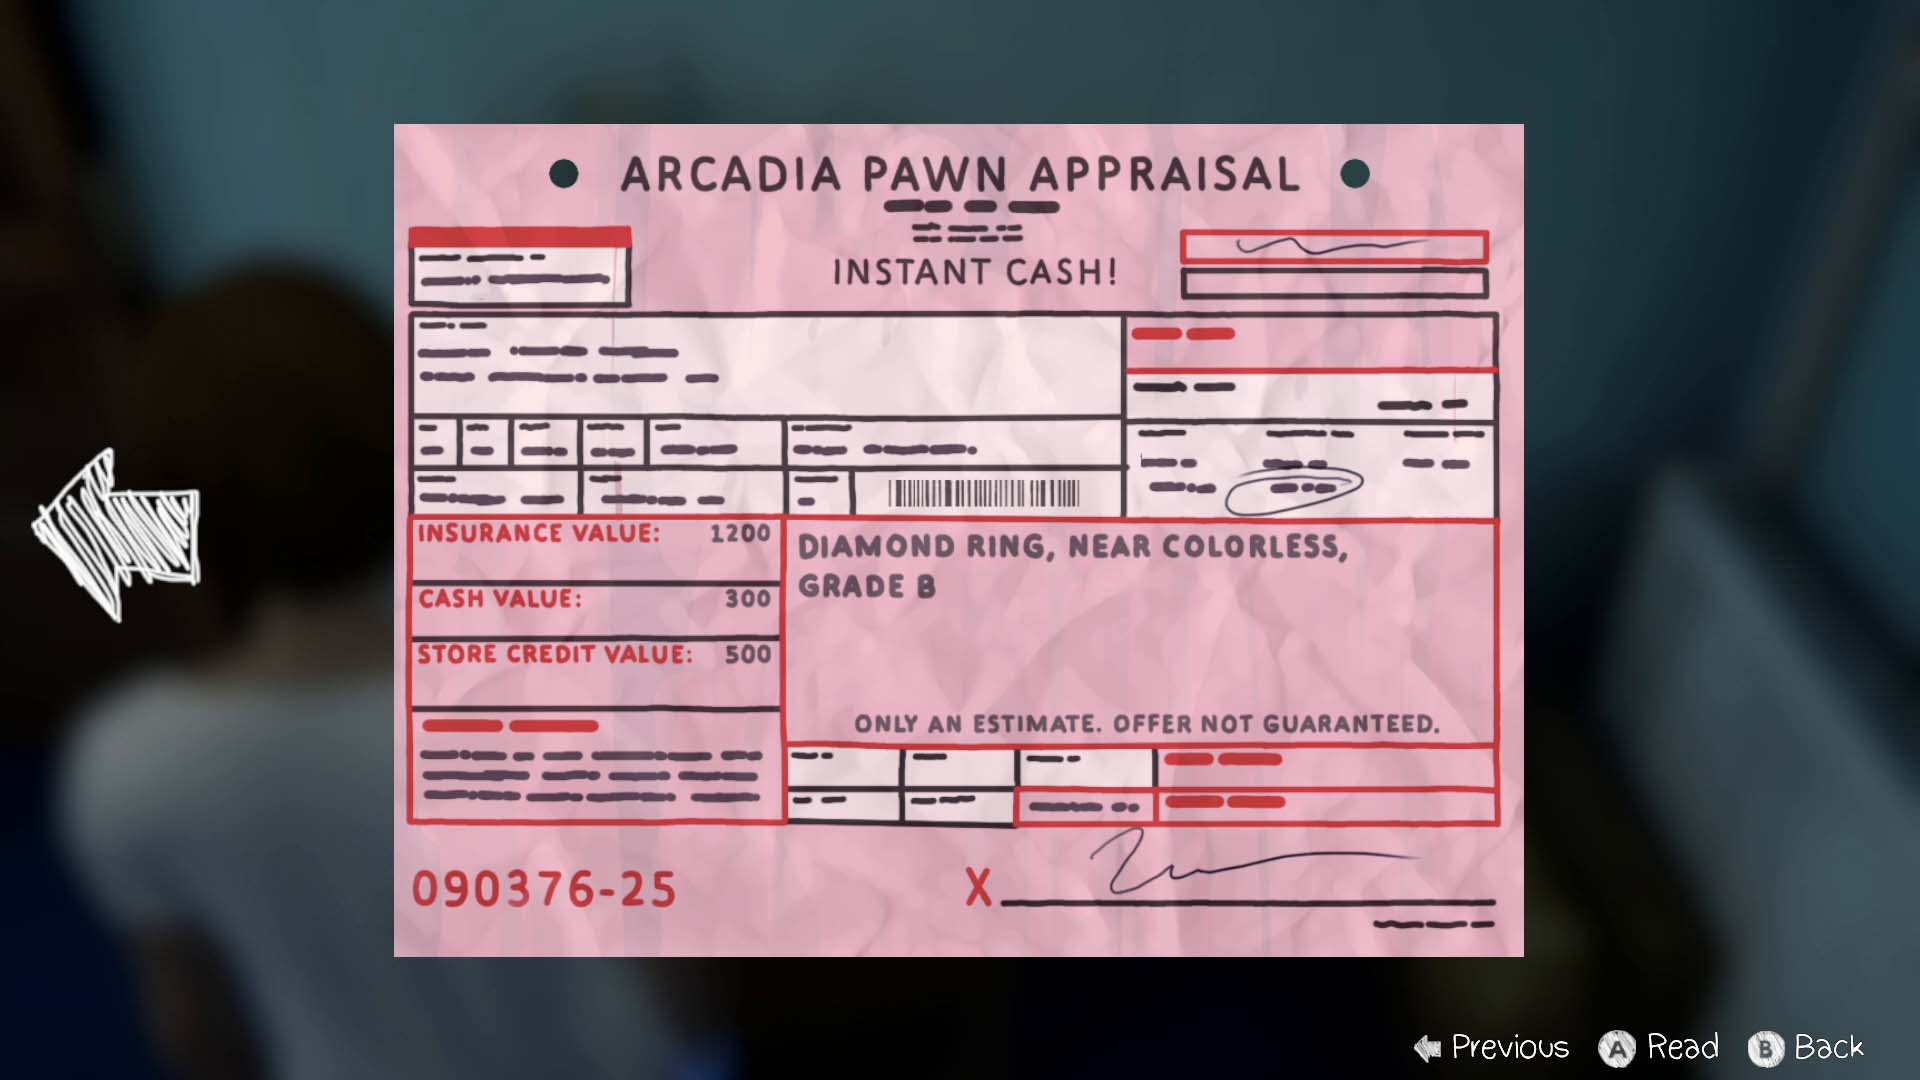 ARCADIA PAWN APPRAISAL
INSTANT CASH!
INSURANCE VALUE: 1200
CASH VALUE: 300
STORE CREDIT VALUE: 500
DIAMOND RING, NEAR COLORLESS,
GRADE B
ONLY AN ESTIMATE. OFFER NOT GUARANTEED.
090376-25
X
Previous A Read B Back